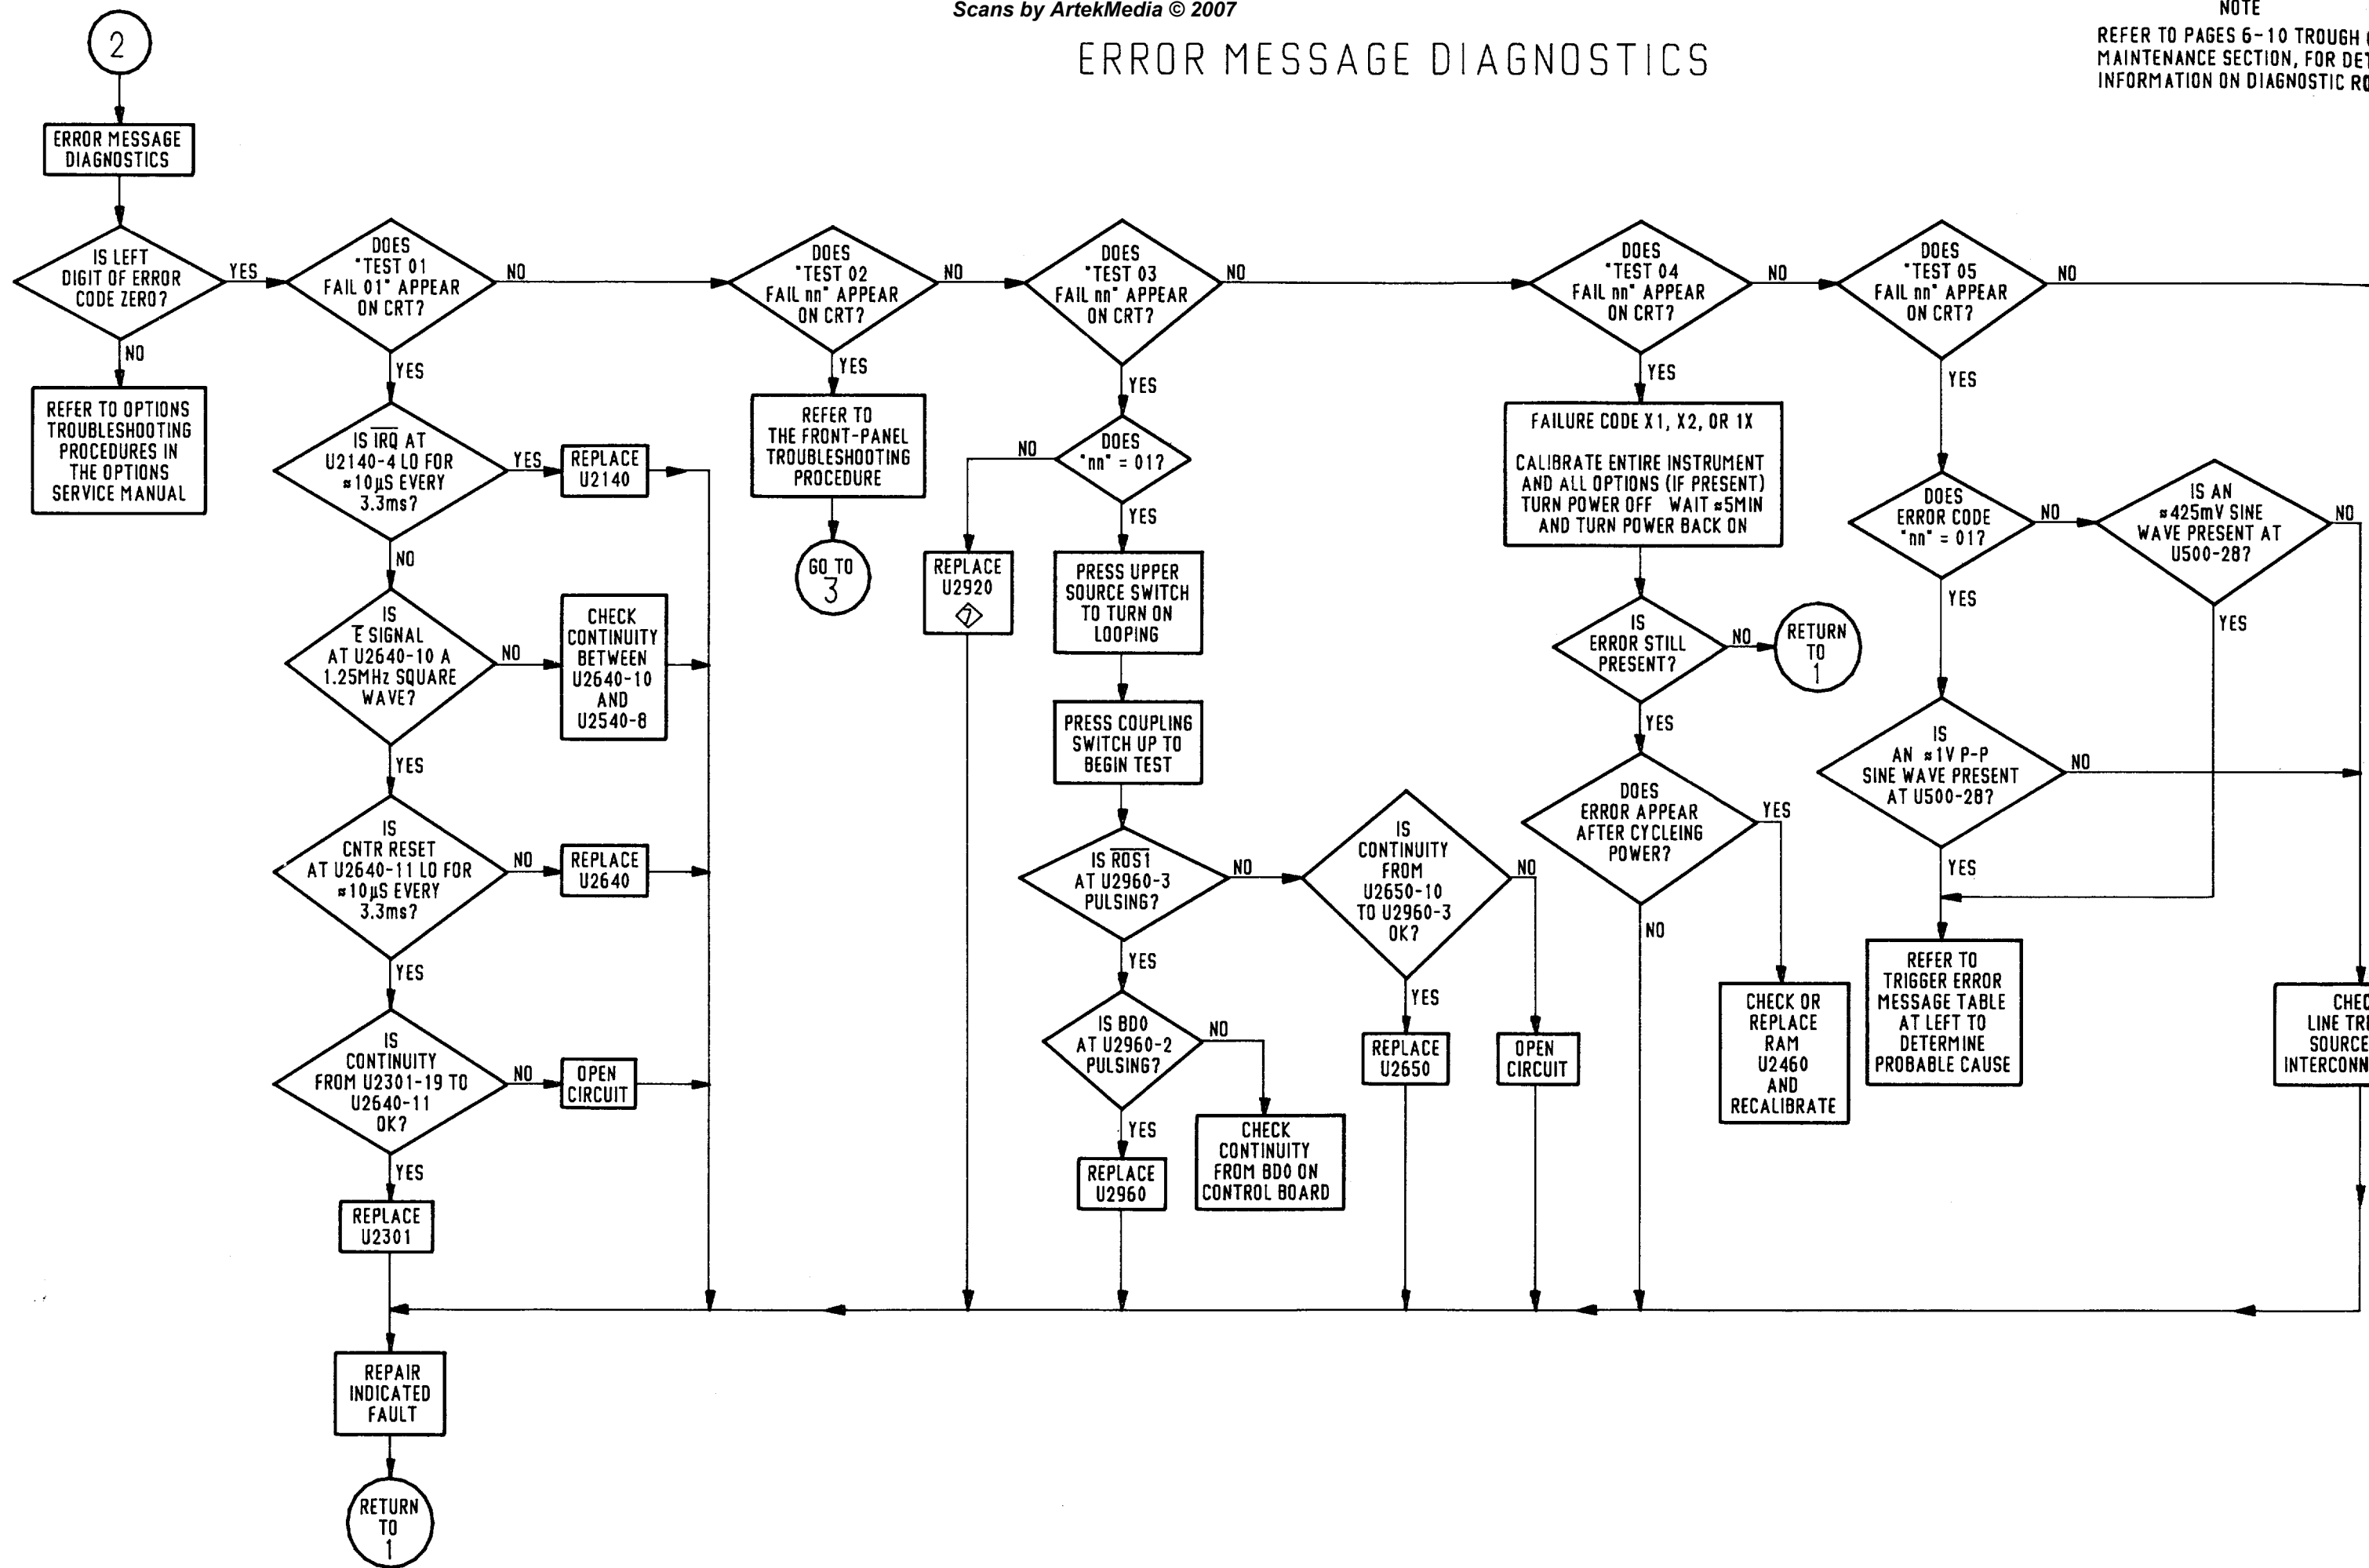 Scans by ArtekMedia © 2007
ERROR MESSAGE DIAGNOSTICS
NOTE
REFER TO PAGES 6-10 TROUGH
MAINTENANCE SECTION, FOR
INFORMATION ON DIAGNOSTIC
2
ERROR MESSAGE
DIAGNOSTICS
IS LEFT
DIGIT OF ERROR
CODE ZERO?
YES
NO
REFER TO OPTIONS
TROUBLESHOOTING
PROCEDURES IN
THE OPTIONS
SERVICE MANUAL
DOES
"TEST 01
FAIL 01" APPEAR
ON CRT?
NO
YES
IS IRQ AT
U2140-4 LO FOR
≈10µS EVERY
3.3ms?
YES
REPLACE
U2140
NO
IS
E SIGNAL
AT U2640-10 A
1.25MHz SQUARE
WAVE?
NO
CHECK
CONTINUITY
BETWEEN
U2640-10
AND
U2540-8
YES
IS
CNTR RESET
AT U2640-11 LO FOR
≈10µS EVERY
3.3ms?
NO
REPLACE
U2640
YES
IS
CONTINUITY
FROM U2301-19 TO
U2640-11
OK?
NO
OPEN
CIRCUIT
YES
REPLACE
U2301
REPAIR
INDICATED
FAULT
RETURN
TO
1
DOES
"TEST 02
FAIL nn" APPEAR
ON CRT?
NO
YES
REFER TO
THE FRONT-PANEL
TROUBLESHOOTING
PROCEDURE
GO TO
3
DOES
"TEST 03
FAIL nn" APPEAR
ON CRT?
NO
YES
DOES
"nn" = 01?
NO
REPLACE
U2920
7
YES
PRESS UPPER
SOURCE SWITCH
TO TURN ON
LOOPING
PRESS COUPLING
SWITCH UP TO
BEGIN TEST
IS ROS1
AT U2960-3
PULSING?
NO
IS
CONTINUITY
FROM
U2650-10
TO U2960-3
OK?
NO
YES
REPLACE
U2650
OPEN
CIRCUIT
YES
IS BD0
AT U2960-2
PULSING?
NO
CHECK
CONTINUITY
FROM BD0 ON
CONTROL BOARD
YES
REPLACE
U2960
DOES
"TEST 04
FAIL nn" APPEAR
ON CRT?
NO
YES
FAILURE CODE X1, X2, OR 1X
CALIBRATE ENTIRE INSTRUMENT
AND ALL OPTIONS (IF PRESENT)
TURN POWER OFF WAIT ≈5MIN
AND TURN POWER BACK ON
IS
ERROR STILL
PRESENT?
NO
RETURN
TO
1
YES
DOES
ERROR APPEAR
AFTER CYCLEING
POWER?
YES
NO
CHECK OR
REPLACE
RAM
U2460
AND
RECALIBRATE
DOES
"TEST 05
FAIL nn" APPEAR
ON CRT?
NO
YES
DOES
ERROR CODE
"nn" = 01?
NO
IS AN
≈425mV SINE
WAVE PRESENT AT
U500-28?
NO
YES
YES
IS
AN ≈1V P-P
SINE WAVE PRESENT
AT U500-28?
NO
YES
REFER TO
TRIGGER ERROR
MESSAGE TABLE
AT LEFT TO
DETERMINE
PROBABLE CAUSE
LINE
SOURCE